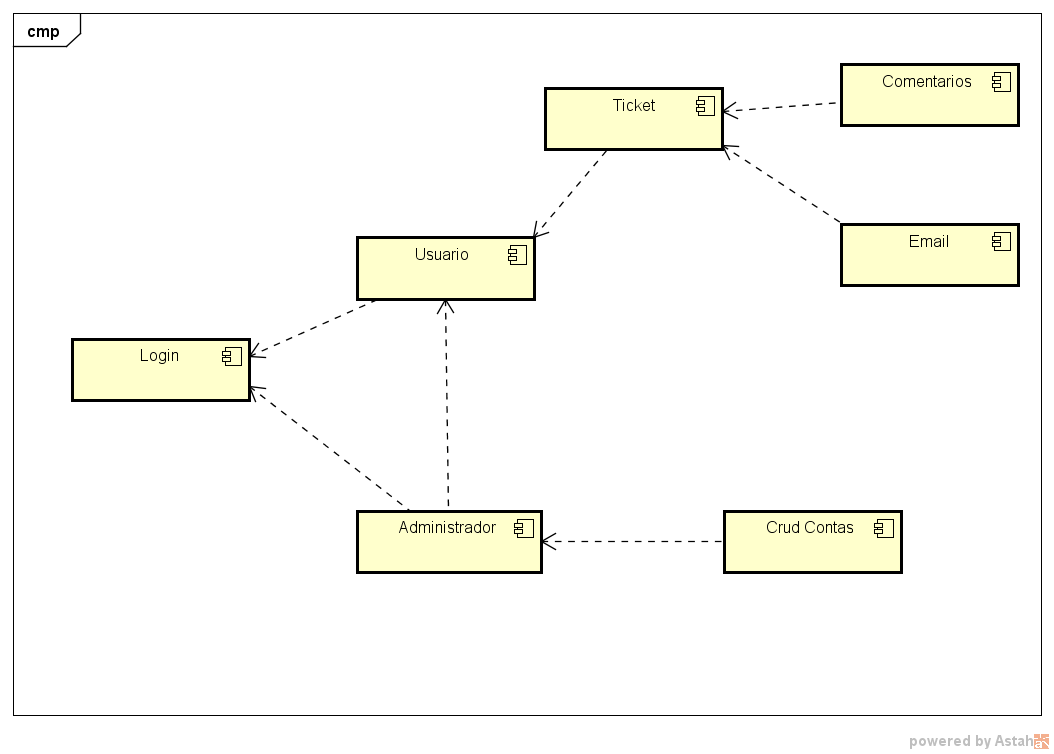 cmp
Comentarios
Ticket
Email
Usuario
Login
Administrador
Crud Contas
powered by Astah